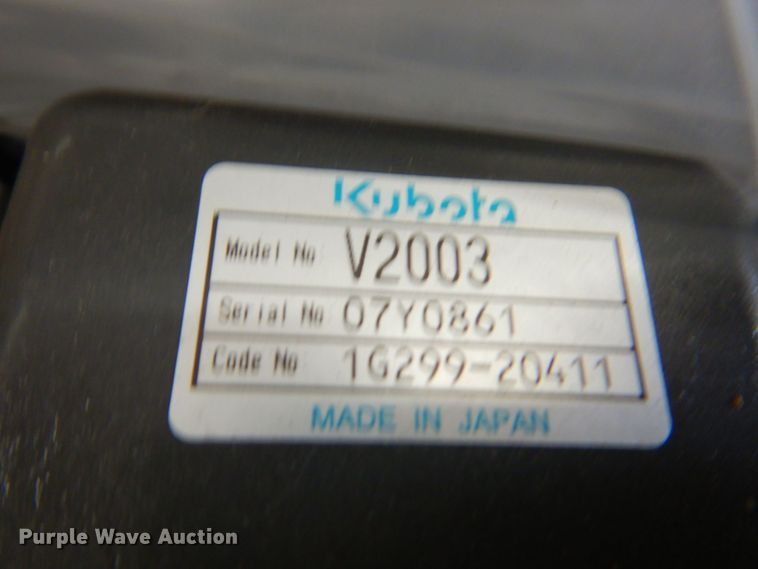 Kubota
Model No V2003
Serial No 07Y0861
Code No 1G299-20411
MADE IN JAPAN
Purple Wave Auction